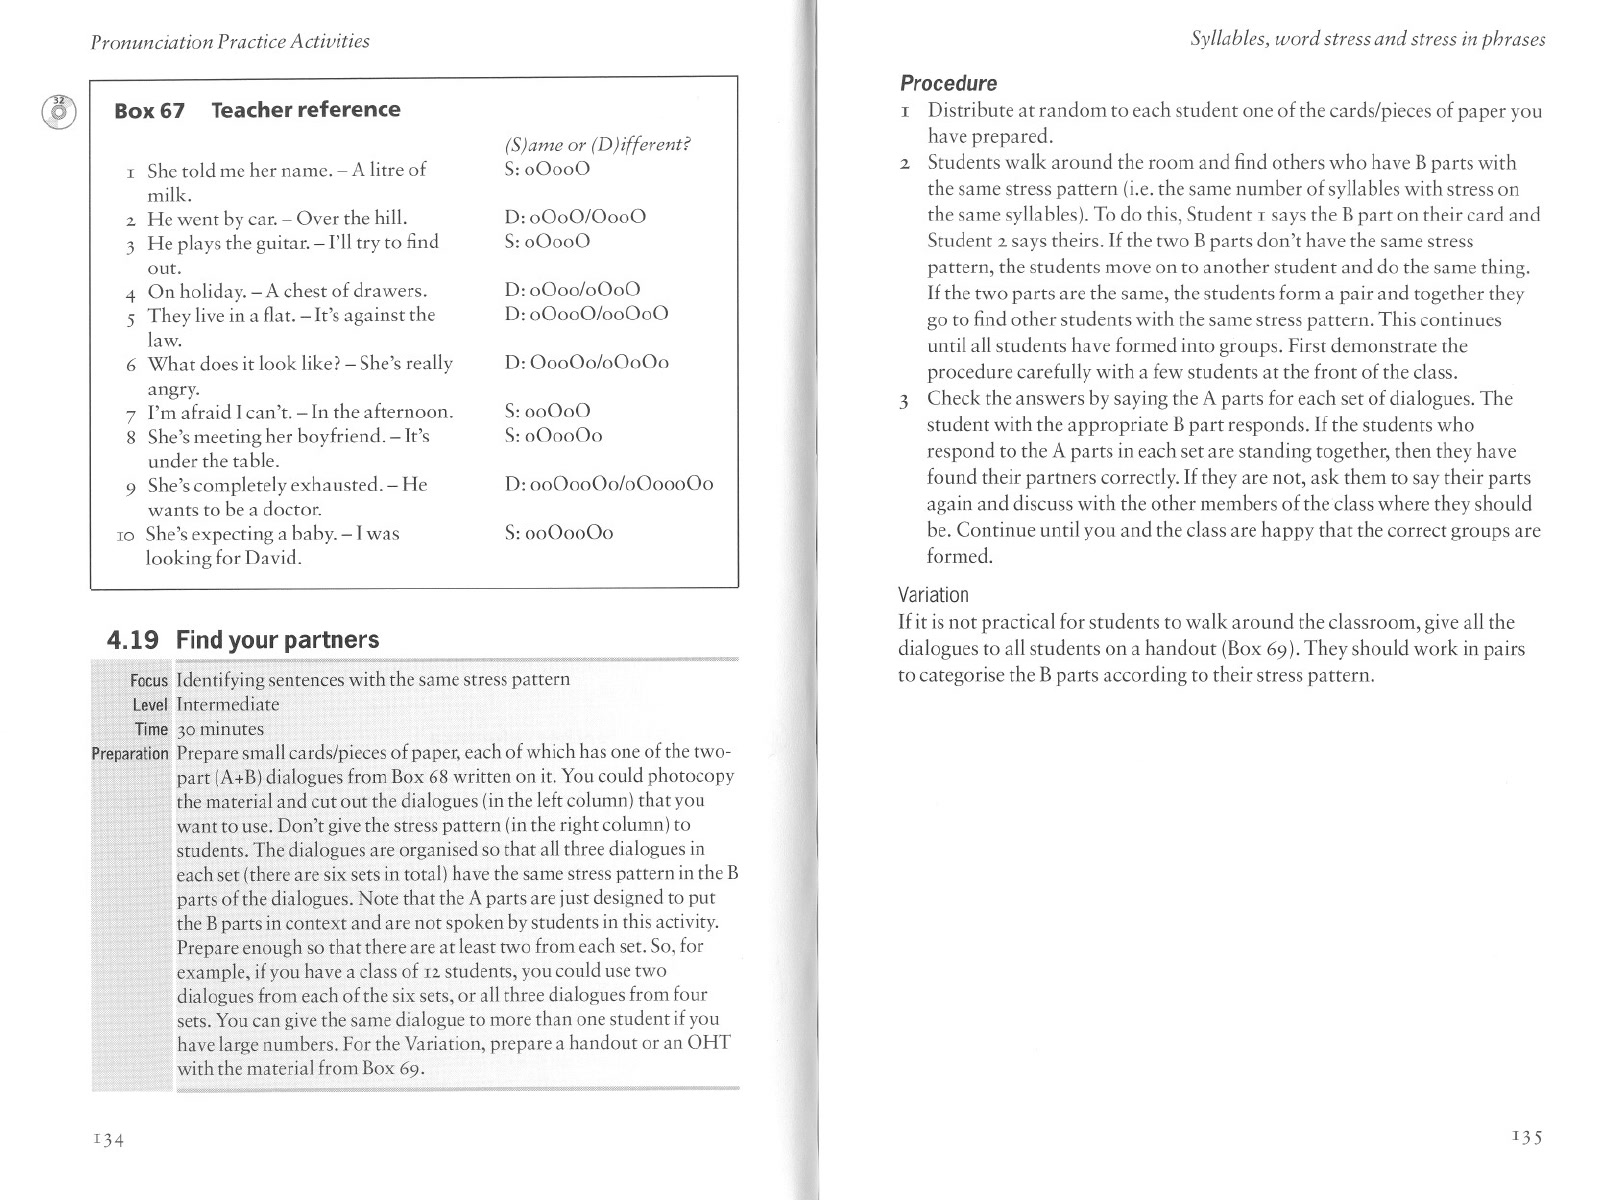 Pronunciation Practice Activities
32
Box 67 Teacher reference
(S)ame or (D)ifferent?
1 She told me her name. – A litre of S: oOooO
milk.
2 He went by car. – Over the hill. D: oOoO/OooO
3 He plays the guitar. – I'll try to find S: oOooO
out.
4 On holiday. – A chest of drawers. D: oOoo/oOoO
5 They live in a flat. – It's against the D: oOooO/ooOoO
law.
6 What does it look like? – She's really D: OooOo/oOoOo
angry.
7 I'm afraid I can't. – In the afternoon. S: ooOoO
8 She's meeting her boyfriend. – It's S: oOooOo
under the table.
9 She's completely exhausted. – He D: ooOooOo/oOoooOo
wants to be a doctor.
10 She's expecting a baby. – I was S: ooOooOo
looking for David.
4.19 Find your partners
Focus Identifying sentences with the same stress pattern
Level Intermediate
Time 30 minutes
Preparation Prepare small cards/pieces of paper, each of which has one of the two-
part (A+B) dialogues from Box 68 written on it. You could photocopy
the material and cut out the dialogues (in the left column) that you
want to use. Don't give the stress pattern (in the right column) to
students. The dialogues are organised so that all three dialogues in
each set (there are six sets in total) have the same stress pattern in the B
parts of the dialogues. Note that the A parts are just designed to put
the B parts in context and are not spoken by students in this activity.
Prepare enough so that there are at least two from each set. So, for
example, if you have a class of 12 students, you could use two
dialogues from each of the six sets, or all three dialogues from four
sets. You can give the same dialogue to more than one student if you
have large numbers. For the Variation, prepare a handout or an OHT
with the material from Box 69.
134
Syllables, word stress and stress in phrases
Procedure
1 Distribute at random to each student one of the cards/pieces of paper you
have prepared.
2 Students walk around the room and find others who have B parts with
the same stress pattern (i.e. the same number of syllables with stress on
the same syllables). To do this, Student 1 says the B part on their card and
Student 2 says theirs. If the two B parts don't have the same stress
pattern, the students move on to another student and do the same thing.
If the two parts are the same, the students form a pair and together they
go to find other students with the same stress pattern. This continues
until all students have formed into groups. First demonstrate the
procedure carefully with a few students at the front of the class.
3 Check the answers by saying the A parts for each set of dialogues. The
student with the appropriate B part responds. If the students who
respond to the A parts in each set are standing together, then they have
found their partners correctly. If they are not, ask them to say their parts
again and discuss with the other members of the class where they should
be. Continue until you and the class are happy that the correct groups are
formed.
Variation
If it is not practical for students to walk around the classroom, give all the
dialogues to all students on a handout (Box 69). They should work in pairs
to categorise the B parts according to their stress pattern.
135